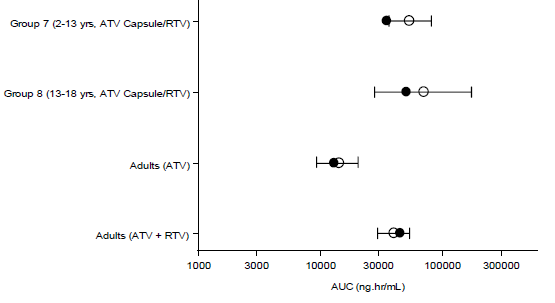 Group 7 (2-13 yrs, ATV Capsule/RTV)
Group 8 (13-18 yrs, ATV Capsule/RTV)
Adults (ATV)
Adults (ATV + RTV)
1000 3000 10000 30000 100000 300000
AUC (ng.hr/mL)